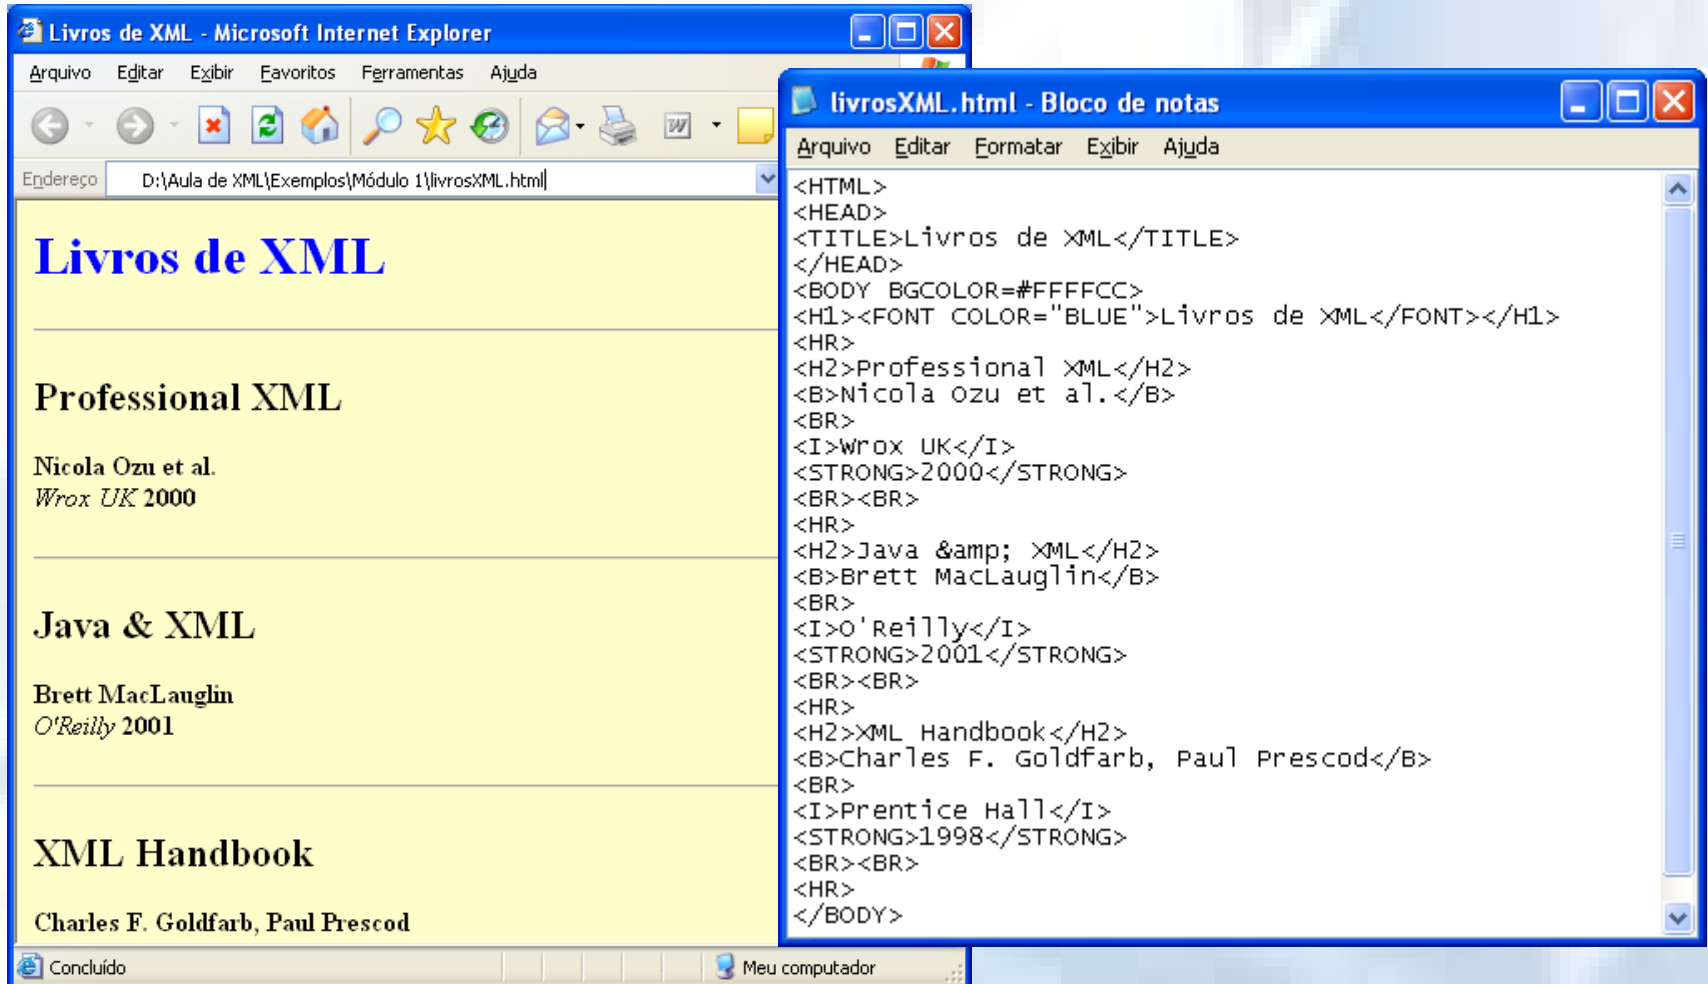 Livros de XML - Microsoft Internet Explorer
Arquivo Editar Exibir Favoritos Ferramentas Ajuda
Endereço D:\Aula de XML\Exemplos\Módulo 1\livrosXML.html
Livros de XML
Professional XML
Nicola Ozu et al.
Wrox UK 2000
Java & XML
Brett MacLauglin
O'Reilly 2001
XML Handbook
Charles F. Goldfarb, Paul Prescod
Concluído
Meu computador
livrosXML.html - Bloco de notas
Arquivo Editar Formatar Exibir Ajuda
<HTML>
<HEAD>
<TITLE>Livros de XML</TITLE>
</HEAD>
<BODY BGCOLOR=#FFFFCC>
<H1><FONT COLOR="BLUE">Livros de XML</FONT></H1>
<HR>
<H2>Professional XML</H2>
<B>Nicola Ozu et al.</B>
<BR>
<I>Wrox UK</I>
<STRONG>2000</STRONG>
<BR><BR>
<HR>
<H2>Java &amp; XML</H2>
<B>Brett MacLauglin</B>
<BR>
<I>O'Reilly</I>
<STRONG>2001</STRONG>
<BR><BR>
<HR>
<H2>XML Handbook</H2>
<B>Charles F. Goldfarb, Paul Prescod</B>
<BR>
<I>Prentice Hall</I>
<STRONG>1998</STRONG>
<BR><BR>
<HR>
</BODY>